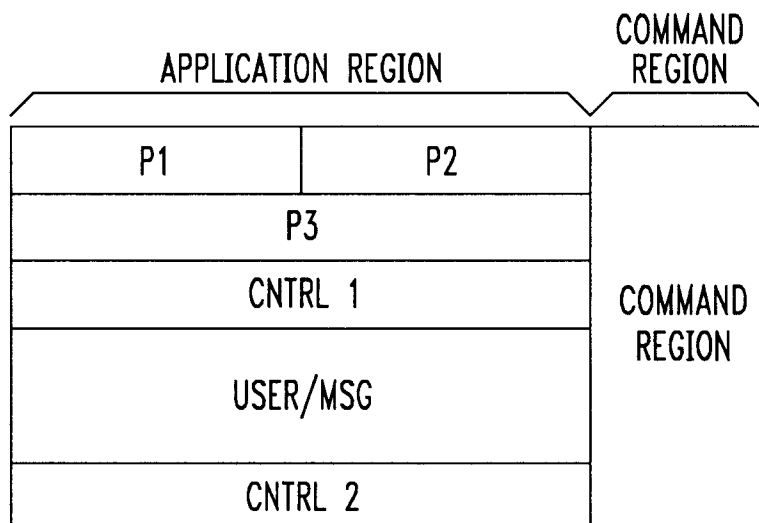 APPLICATION REGION
COMMAND
REGION
P1
P2
P3
CNTRL 1
USER/MSG
CNTRL 2
COMMAND
REGION